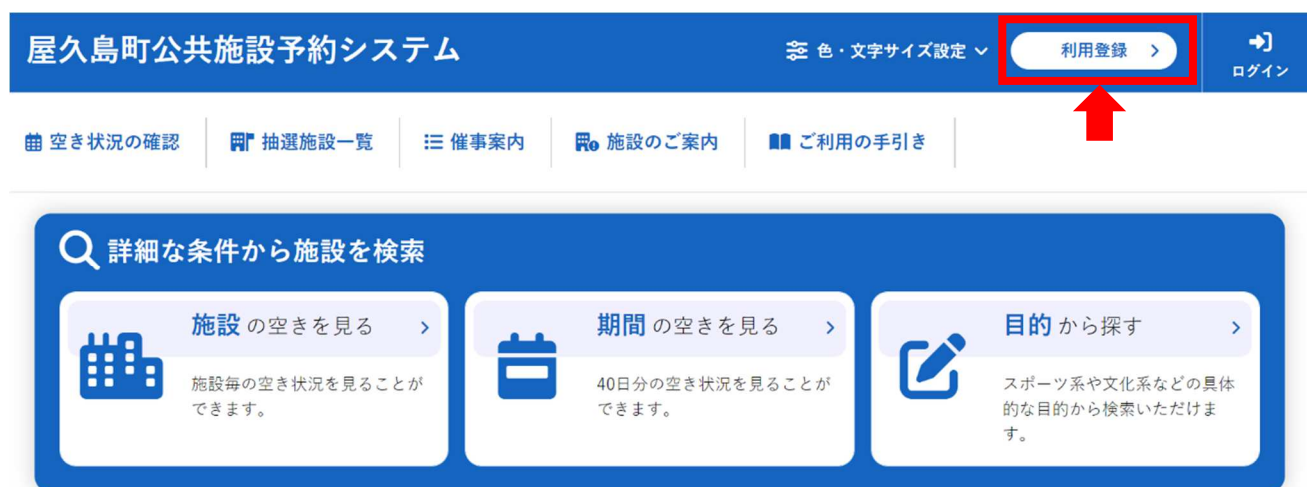 屋久島町公共施設予約システム
色・文字サイズ設定
利用登録
ログイン
空き状況の確認
抽選施設一覧
催事案内
施設のご案内
ご利用の手引き
詳細な条件から施設を検索
施設 の空きを見る
施設毎の空き状況を見ることが
できます。
期間 の空きを見る
40日分の空き状況を見ることが
できます。
目的 から探す
スポーツ系や文化系などの具体
的な目的から検索いただけま
す。